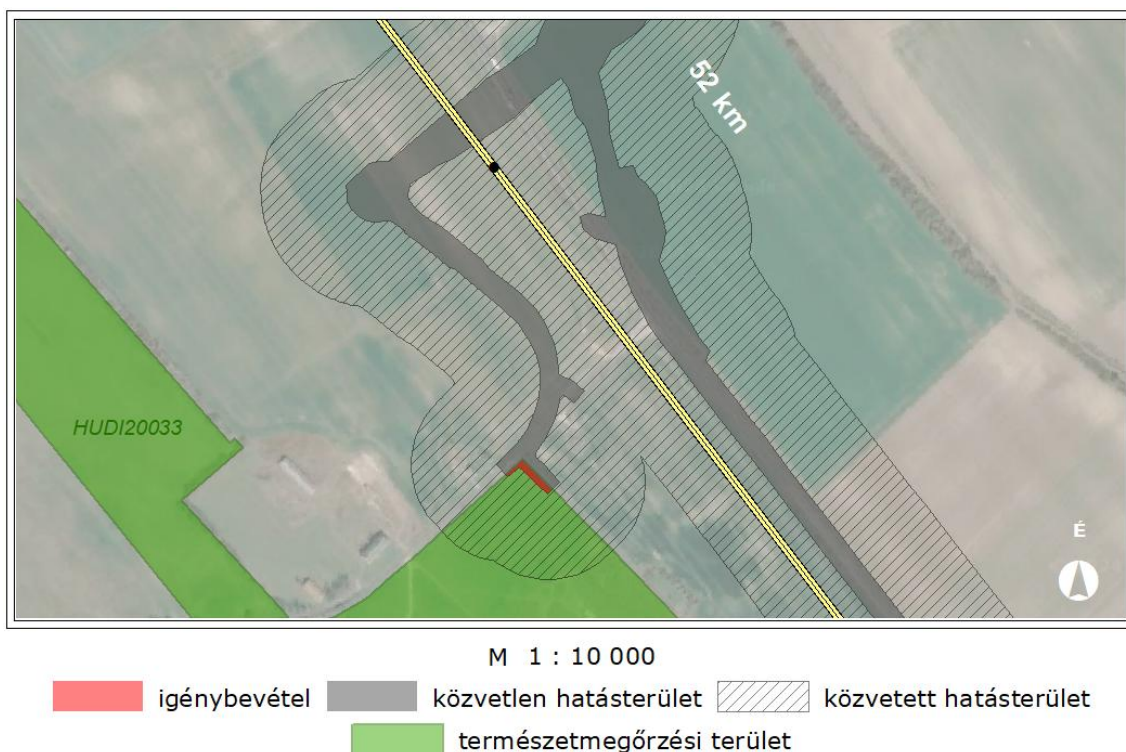 52 km
HUDI20033
É
M 1 : 10 000
igénybevétel közvetlen hatásterület közvetett hatásterület
természetmegőrzési terület